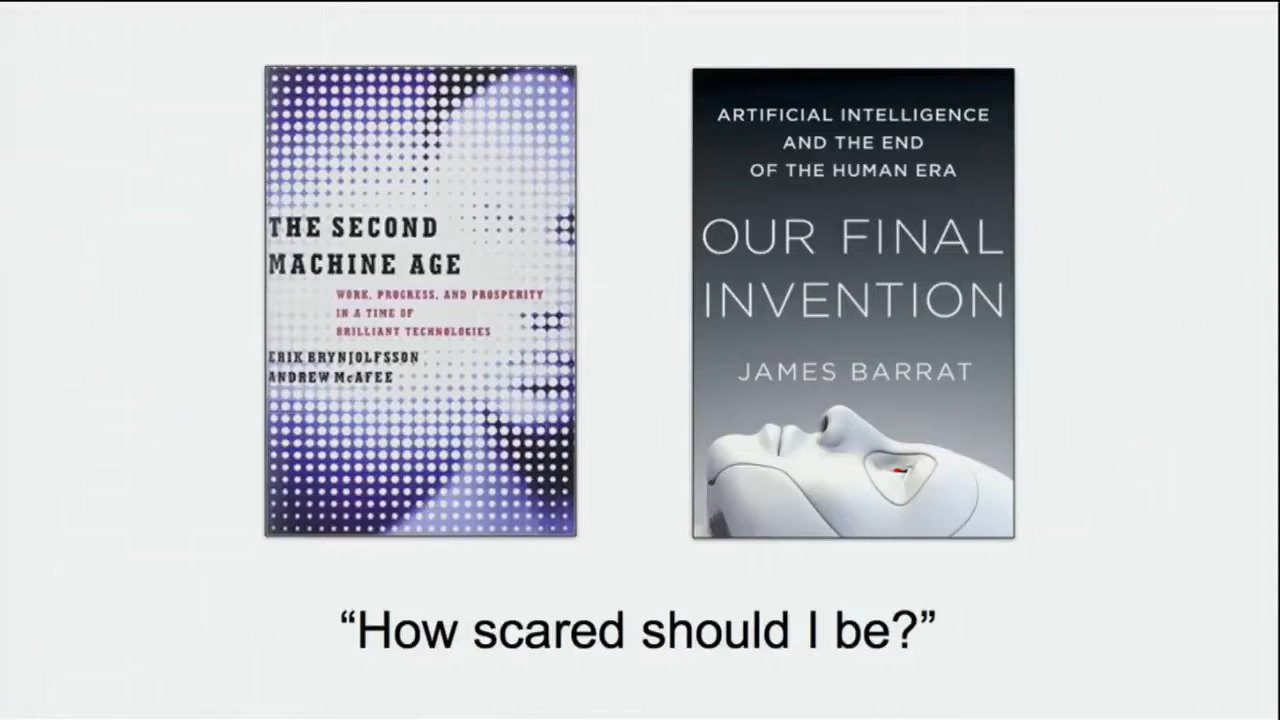 THE SECOND
MACHINE AGE
WORK, PROGRESS, AND PROSPERITY
IN A TIME OF
BRILLIANT TECHNOLOGIES
ERIK BRYNJOLFSSON
ANDREW McAFEE
ARTIFICIAL INTELLIGENCE
AND THE END
OF THE HUMAN ERA
OUR FINAL
INVENTION
JAMES BARRAT
“How scared should I be?”